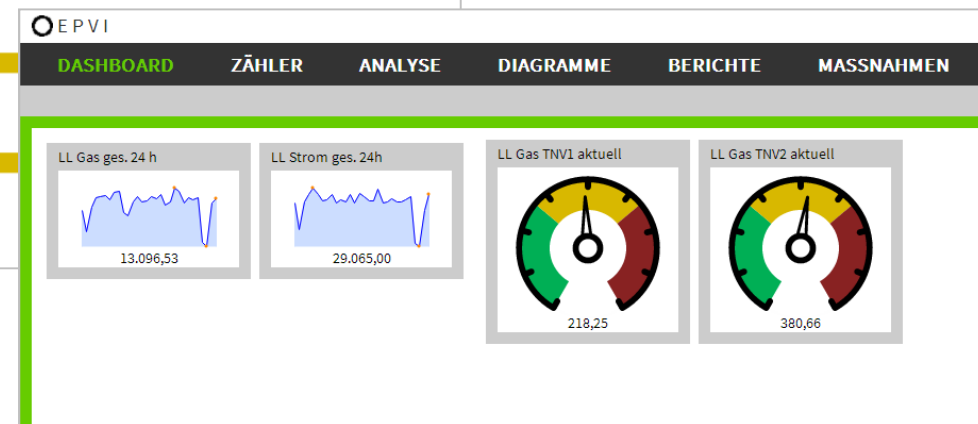 EPVI
DASHBOARD ZÄHLER ANALYSE DIAGRAMME BERICHTE MASSNAHMEN
LL Gas ges. 24 h
13.096,53
LL Strom ges. 24h
29.065,00
LL Gas TNV1 aktuell
218,25
LL Gas TNV2 aktuell
380,66